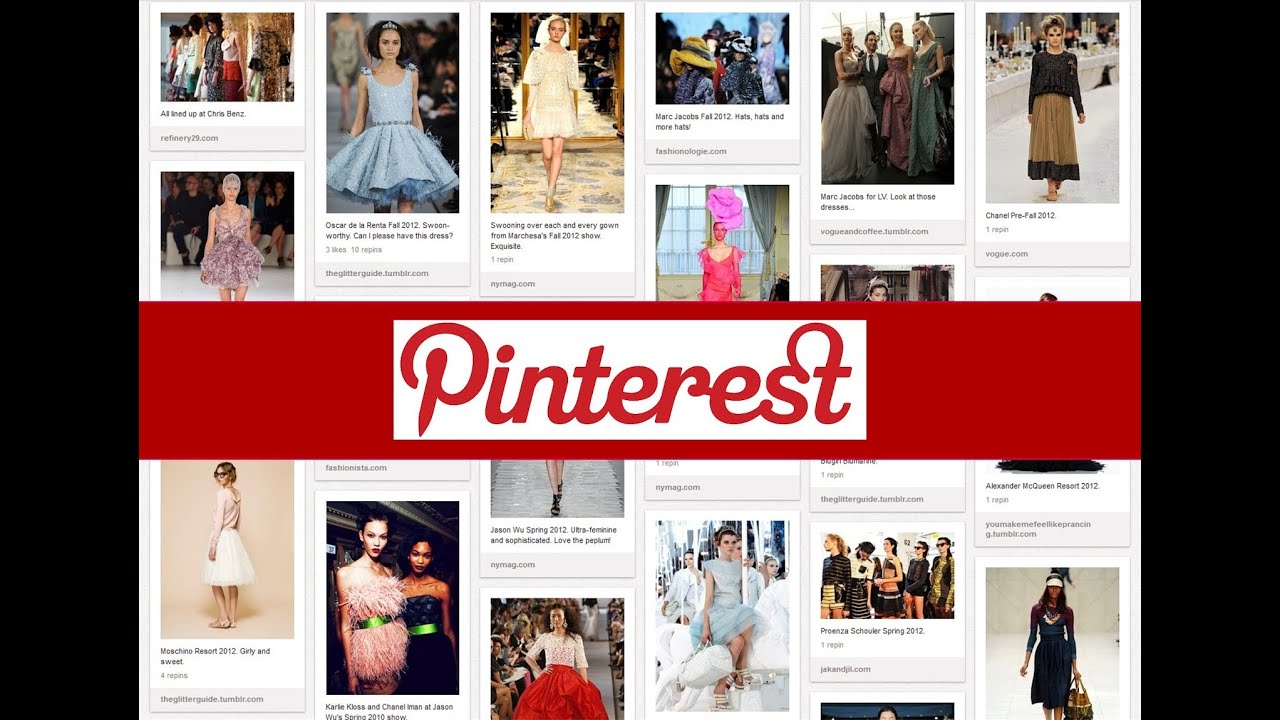 All lined up at Chris Benz.
refinery29.com
Oscar de la Renta Fall 2012. Swoon-
worthy. Can I please have this dress?
3 likes 10 repins
theglitterguide.tumblr.com
Swooning over each and every gown
from Marchesa's Fall 2012 show.
Exquisite.
1 repin
nymag.com
Marc Jacobs Fall 2012. Hats, hats and
more hats!
fashionologie.com
Marc Jacobs for LV. Look at those
dresses...
vogueandcoffee.tumblr.com
Chanel Pre-Fall 2012.
1 repin
vogue.com
Pinterest
Moschino Resort 2012. Girly and
sweet.
4 repins
theglitterguide.tumblr.com
fashionista.com
Karlie Kloss and Chanel Iman at Jason
Wu's Spring 2010 show.
Jason Wu Spring 2012. Ultra-feminine
and sophisticated. Love the peplum!
nymag.com
1 repin
nymag.com
Blumarine.
1 repin
theglitterguide.tumblr.com
Proenza Schouler Spring 2012.
1 repin
jakandjil.com
Alexander McQueen Resort 2012.
1 repin
youmakemefeellikeprancin
g.tumblr.com